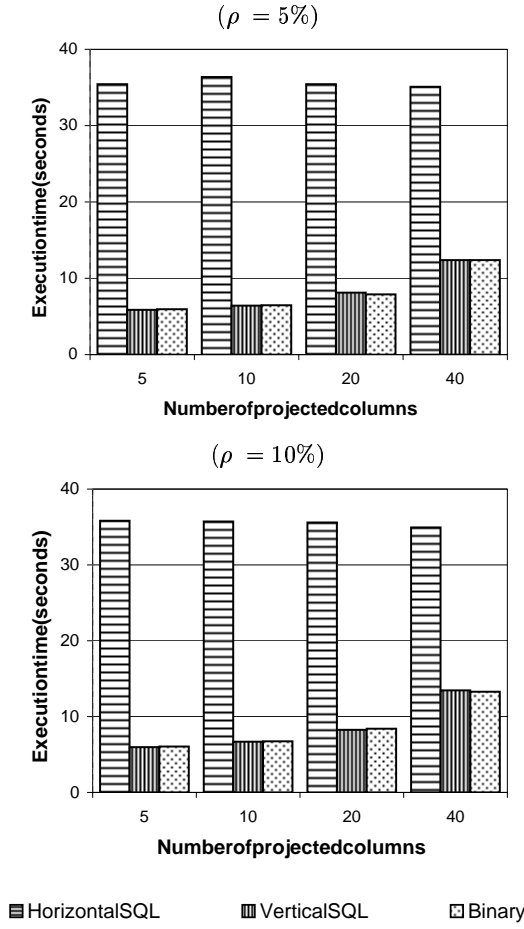 (ρ = 5%)
40
30
20
10
0
Executiontime(seconds)
5 10 20 40
Numberofprojectedcolumns
(ρ = 10%)
40
30
20
10
0
Executiontime(seconds)
5 10 20 40
Numberofprojectedcolumns
HorizontalSQL VerticalSQL Binary